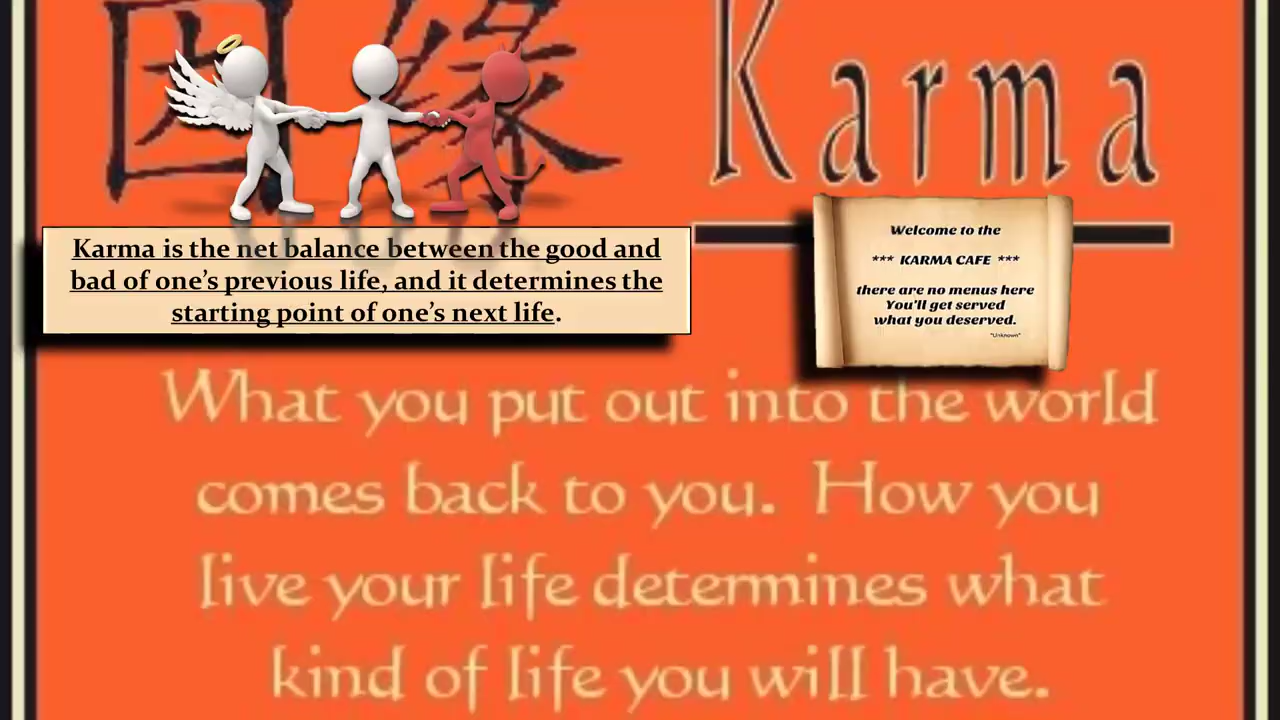 因縁
Karma
Karma is the net balance between the good and
bad of one’s previous life, and it determines the
starting point of one’s next life.
Welcome to the
*** KARMA CAFE ***
there are no menus here
You'll get served
what you deserved.
"Unknown"
What you put out into the world
comes back to you. How you
live your life determines what
kind of life you will have.